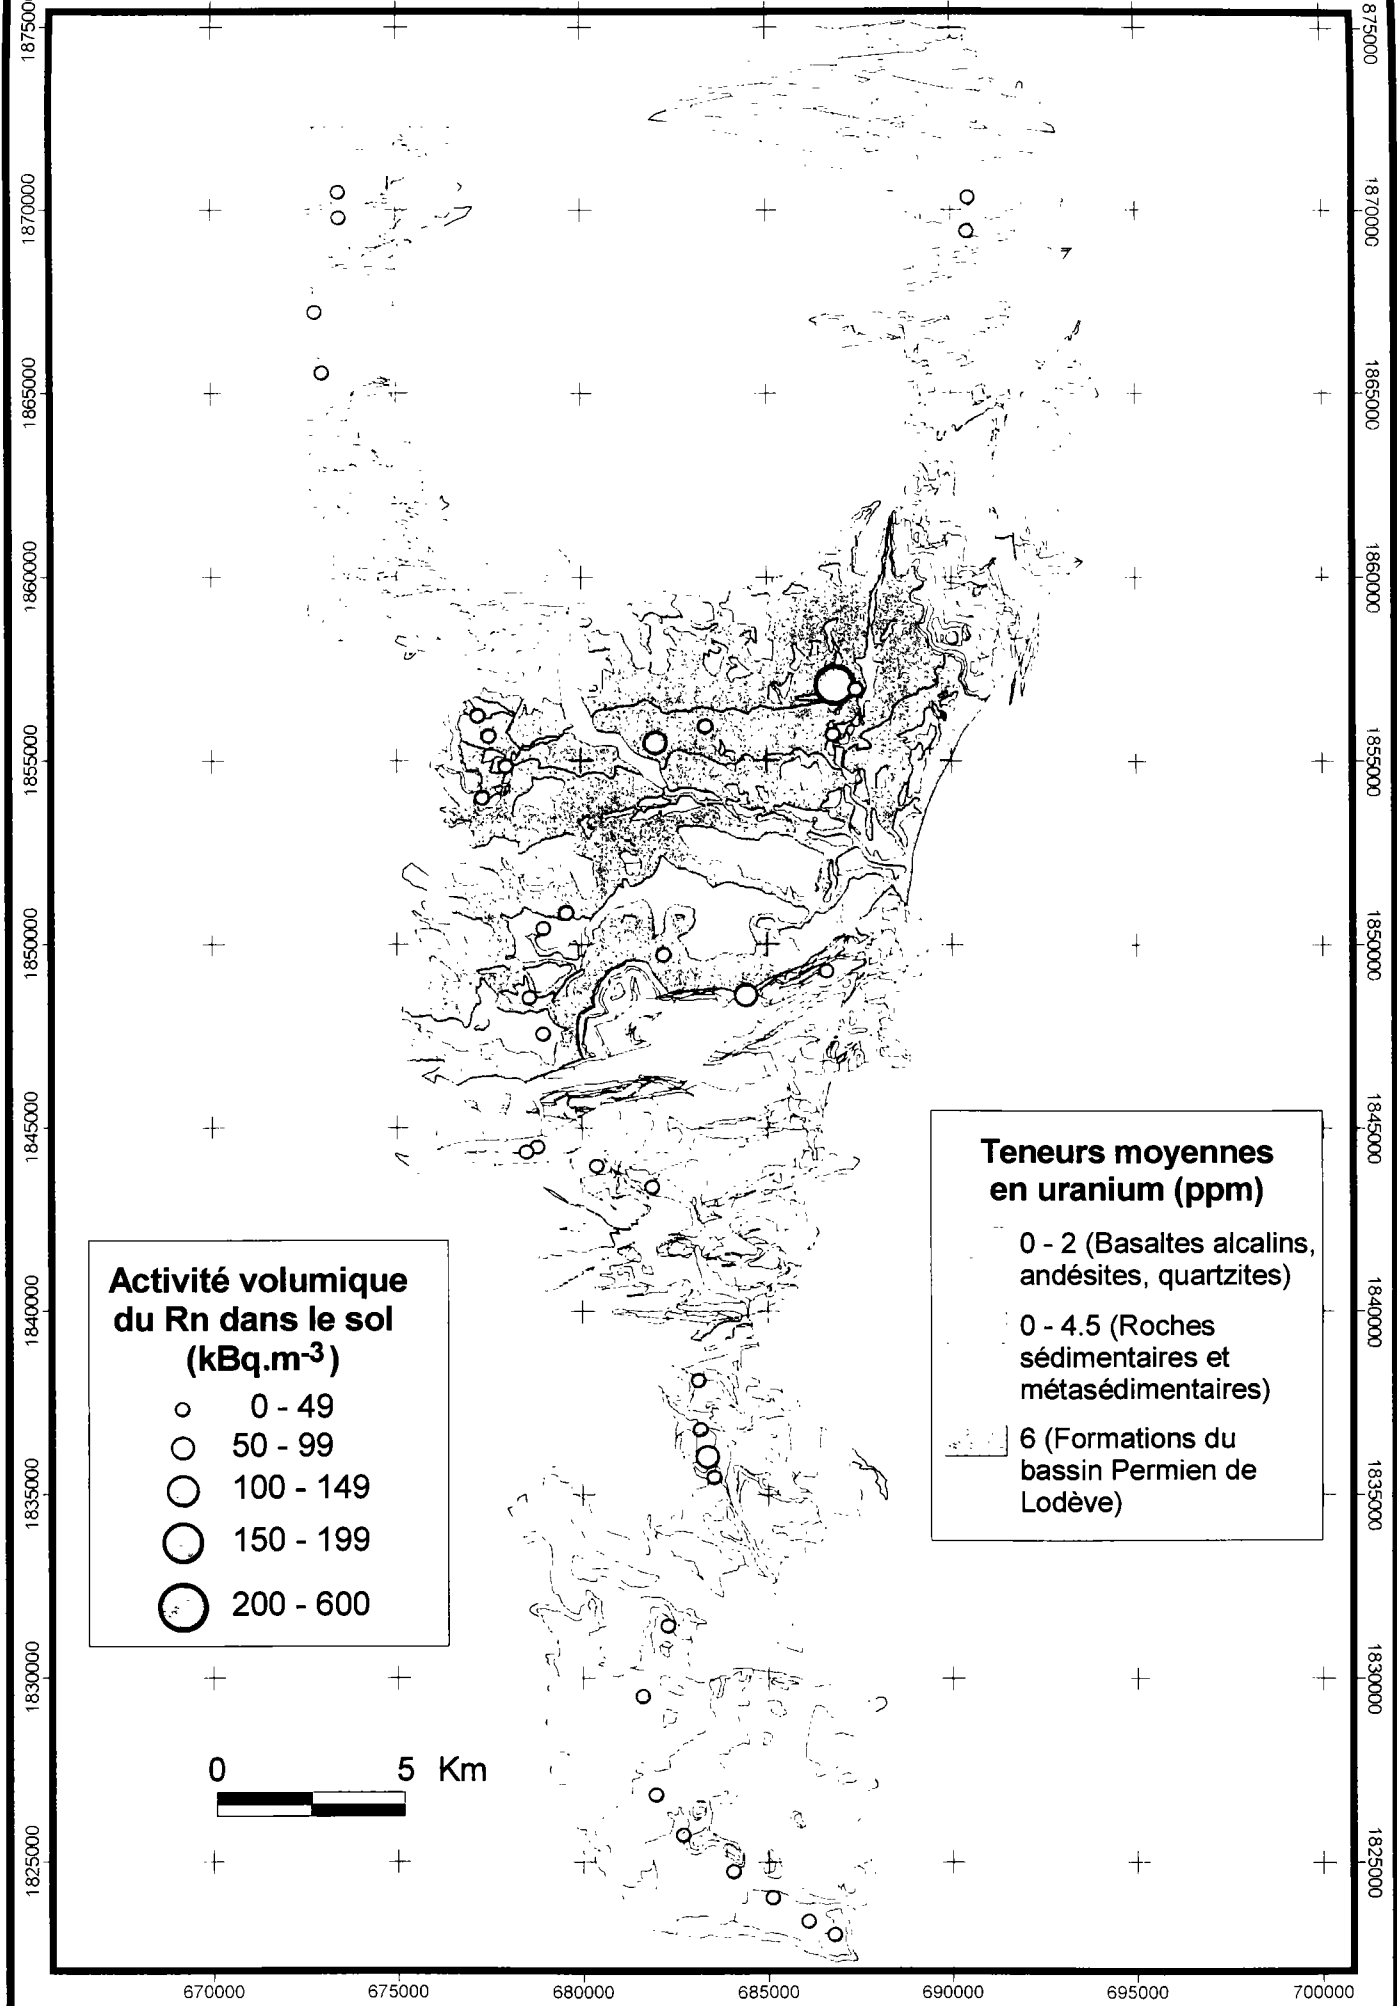 1875000
1870000
1865000
1860000
1855000
1850000
1845000
1840000
1835000
1830000
1825000
875000
1870000
1865000
1860000
1855000
1850000
1845000
1840000
1835000
1830000
1825000
Teneurs moyennes
en uranium (ppm)
0 - 2 (Basaltes alcalins,
andésites, quartzites)
0 - 4.5 (Roches
sédimentaires et
métasédimentaires)
6 (Formations du
bassin Permien de
Lodève)
Activité volumique
du Rn dans le sol
(kBq.m-3)
0 - 49
50 - 99
100 - 149
150 - 199
200 - 600
0 5 Km
670000 675000 680000 685000 690000 695000 700000